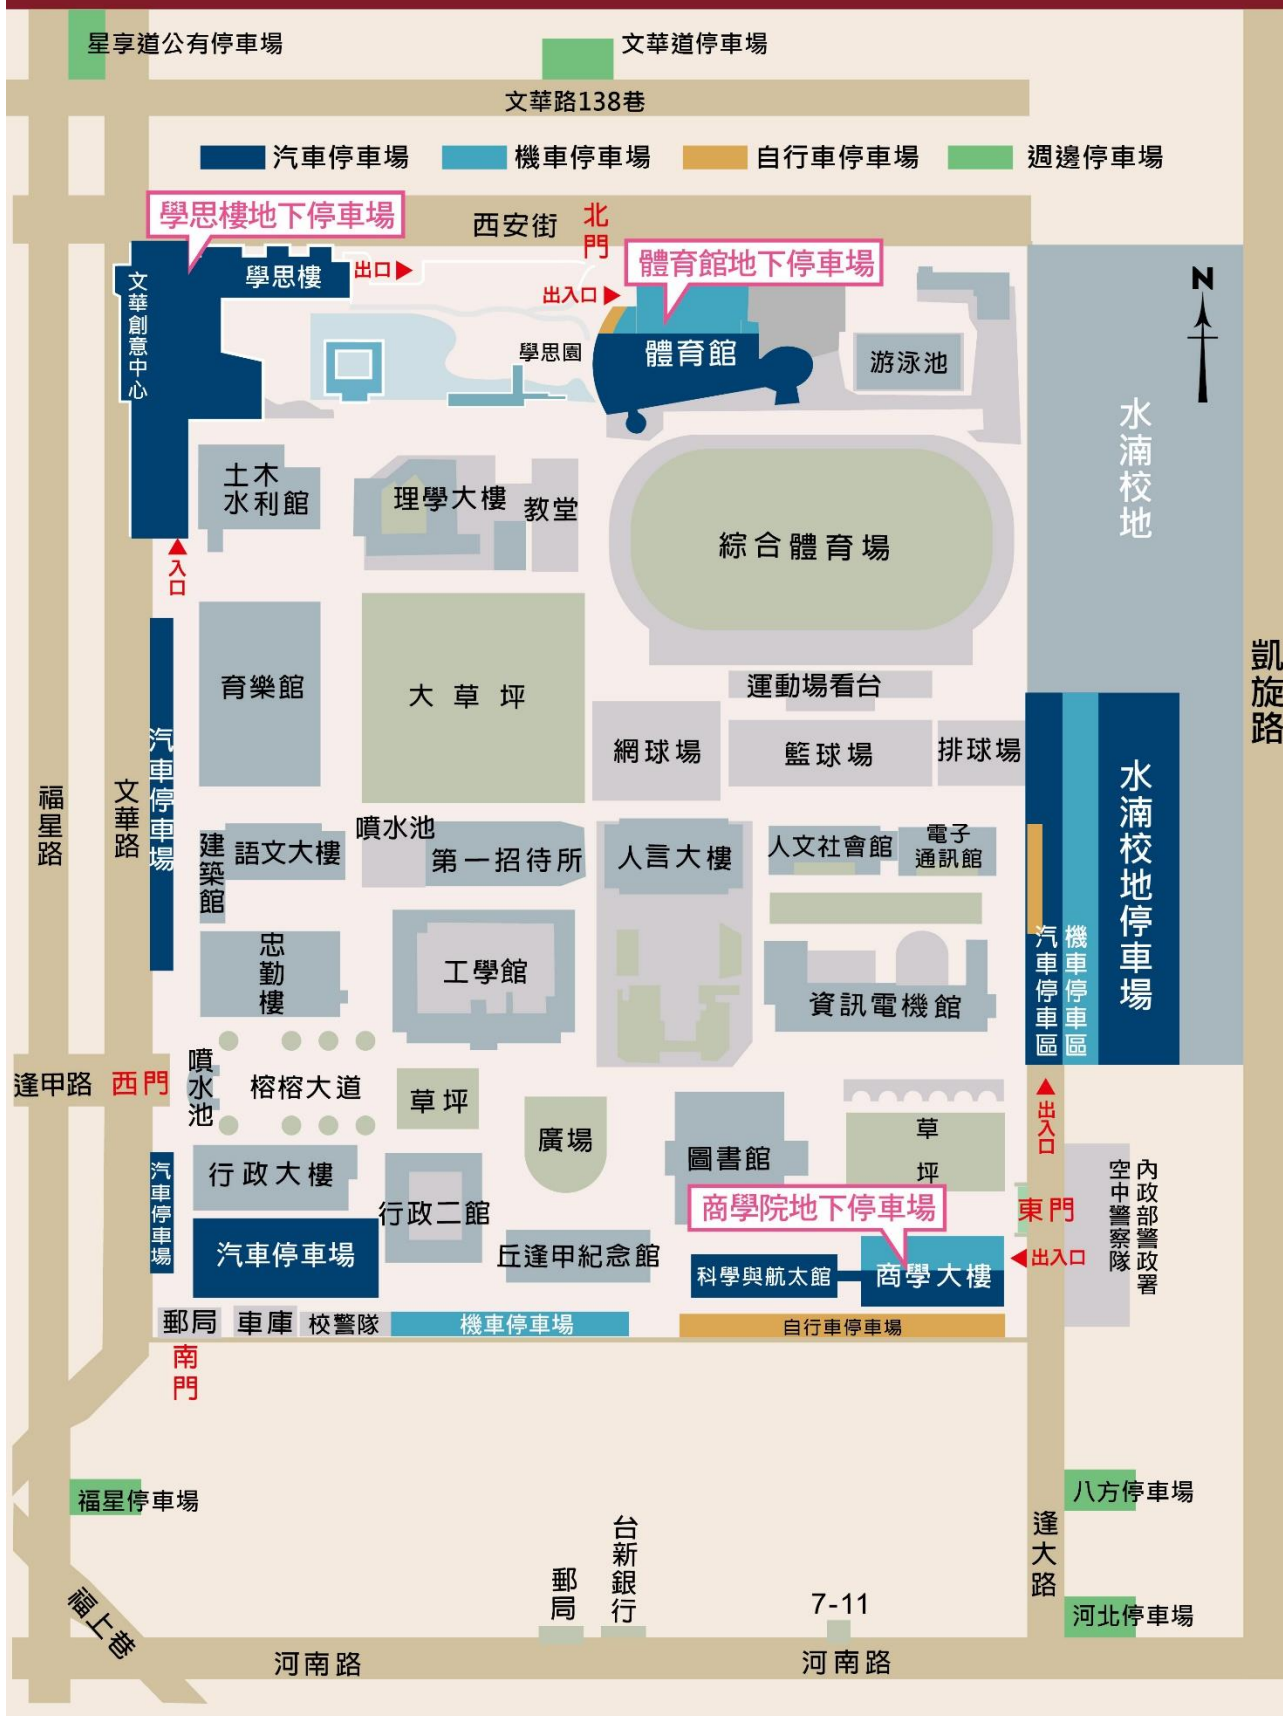 星享道公有停車場
文華道停車場
文華路138巷
汽車停車場
機車停車場
自行車停車場
週邊停車場
學思樓地下停車場
西安街
北門
體育館地下停車場
文華創意中心
學思樓
出口
出入口
N
學思園
體育館
游泳池
水湳校地
土木
水利館
理學大樓
教堂
綜合體育場
入口
育樂館
大草坪
運動場看台
網球場
籃球場
排球場
凱旋路
汽車停車場
福星路
文華路
水湳校地停車場
建築館
語文大樓
噴水池
第一招待所
人言大樓
人文社會館
電子
通訊館
忠勤樓
工學館
資訊電機館
汽車停車區
機車停車區
逢甲路
西門
噴水池
榕榕大道
草坪
廣場
圖書館
草
坪
出入口
內政部警政署
空中警察隊
汽車停車場
行政大樓
行政二館
商學院地下停車場
東門
汽車停車場
丘逢甲紀念館
科學與航太館
商學大樓
出入口
郵局
車庫
校警隊
機車停車場
自行車停車場
南門
福星停車場
八方停車場
逢大路
郵局
台新銀行
7-11
河北停車場
福上巷
河南路
河南路